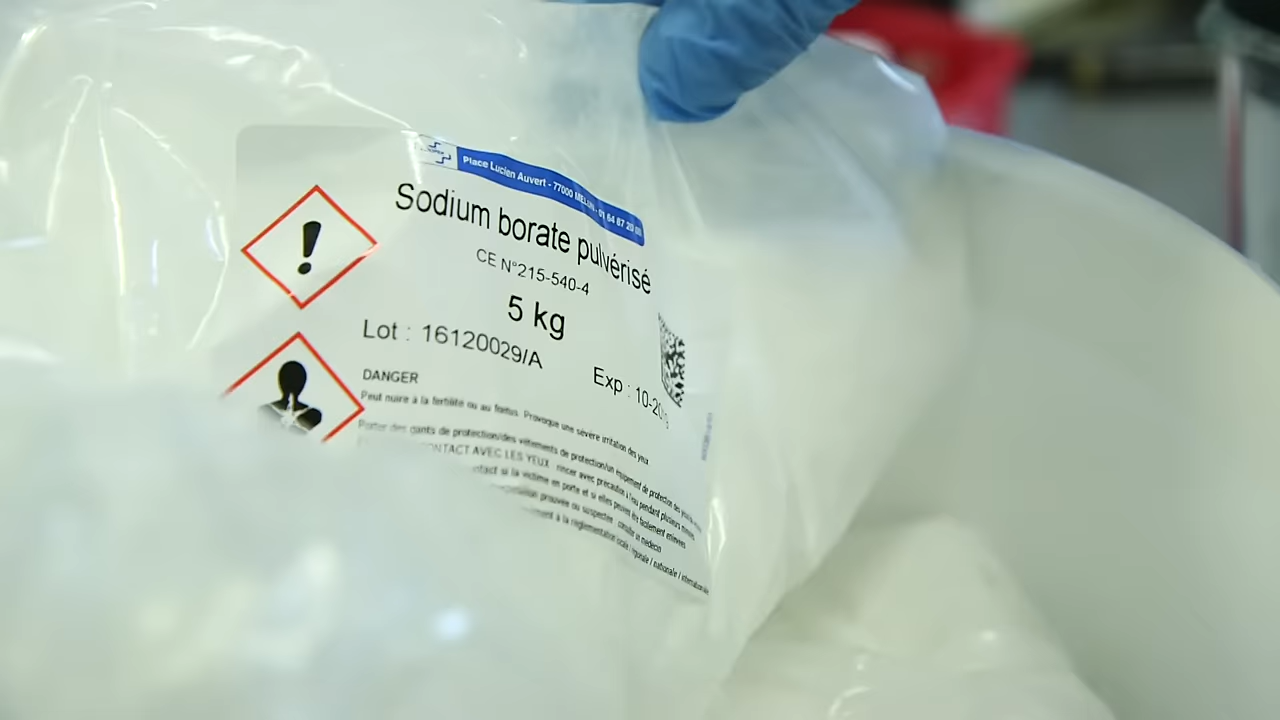 Place Lucien Auvert - 77000 MELUN - 01 64 87 20 00
Sodium borate pulvérisé
CE N°215-540-4
5 kg
Lot : 16120029/A
Exp : 10-20
DANGER
Peut nuire à la fertilité ou au foetus. Provoque une sévère irritation des yeux
Porter des gants de protection/des vêtements de protection/un équipement de protection des yeux
CONTACT AVEC LES YEUX : rincer avec précaution à l'eau pendant plusieurs minutes
si la victime en porte et si elles peuvent être facilement enlevées
prouvée ou suspectée : consulter un médecin
à la réglementation locale / régionale / nationale / internationale